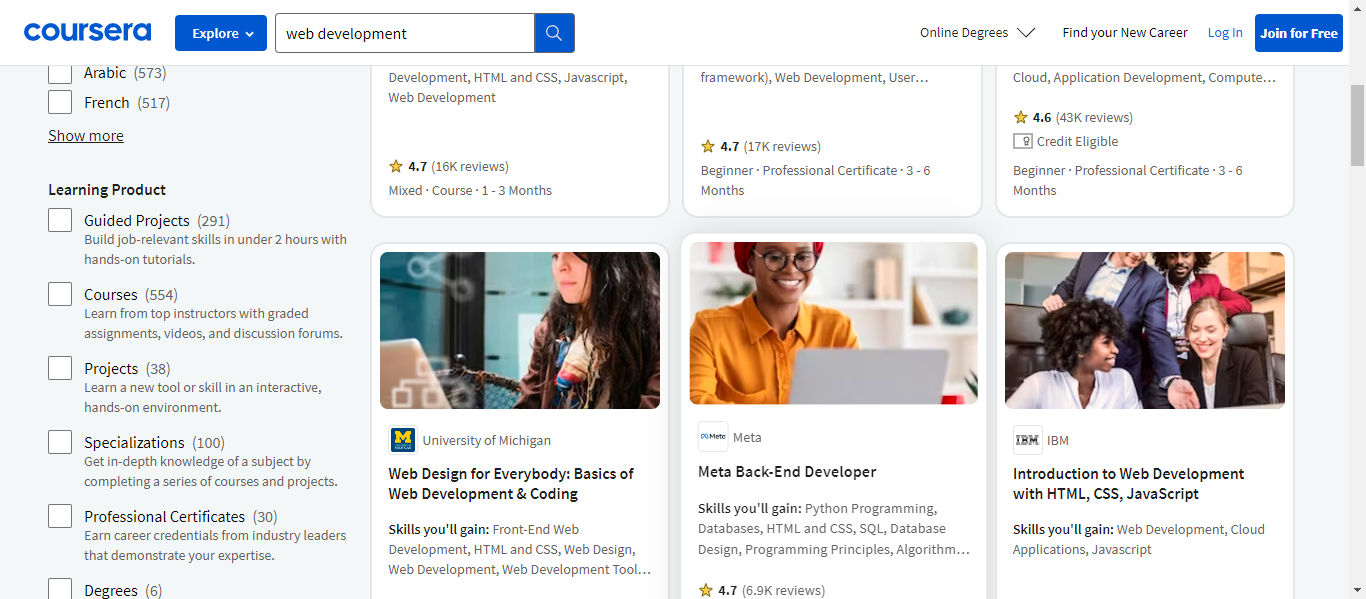 coursera
Explore
web development
Online Degrees
Find your New Career
Log In
Join for Free
Arabic (573)
French (517)
Show more
Learning Product
Guided Projects (291)
Build job-relevant skills in under 2 hours with
hands-on tutorials.
Courses (554)
Learn from top instructors with graded
assignments, videos, and discussion forums.
Projects (38)
Learn a new tool or skill in an interactive,
hands-on environment.
Specializations (100)
Get in-depth knowledge of a subject by
completing a series of courses and projects.
Professional Certificates (30)
Earn career credentials from industry leaders
that demonstrate your expertise.
Degrees (6)
Development, HTML and CSS, Javascript,
Web Development
4.7 (16K reviews)
Mixed · Course · 1 - 3 Months
framework), Web Development, User…
4.7 (17K reviews)
Beginner · Professional Certificate · 3 - 6
Months
Cloud, Application Development, Compute…
4.6 (43K reviews)
Credit Eligible
Beginner · Professional Certificate · 3 - 6
Months
M
University of Michigan
Web Design for Everybody: Basics of
Web Development & Coding
Skills you'll gain: Front-End Web
Development, HTML and CSS, Web Design,
Web Development, Web Development Tool…
Meta
Meta
Meta Back-End Developer
Skills you'll gain: Python Programming,
Databases, HTML and CSS, SQL, Database
Design, Programming Principles, Algorithm…
4.7 (6.9K reviews)
IBM
IBM
Introduction to Web Development
with HTML, CSS, JavaScript
Skills you'll gain: Web Development, Cloud
Applications, Javascript